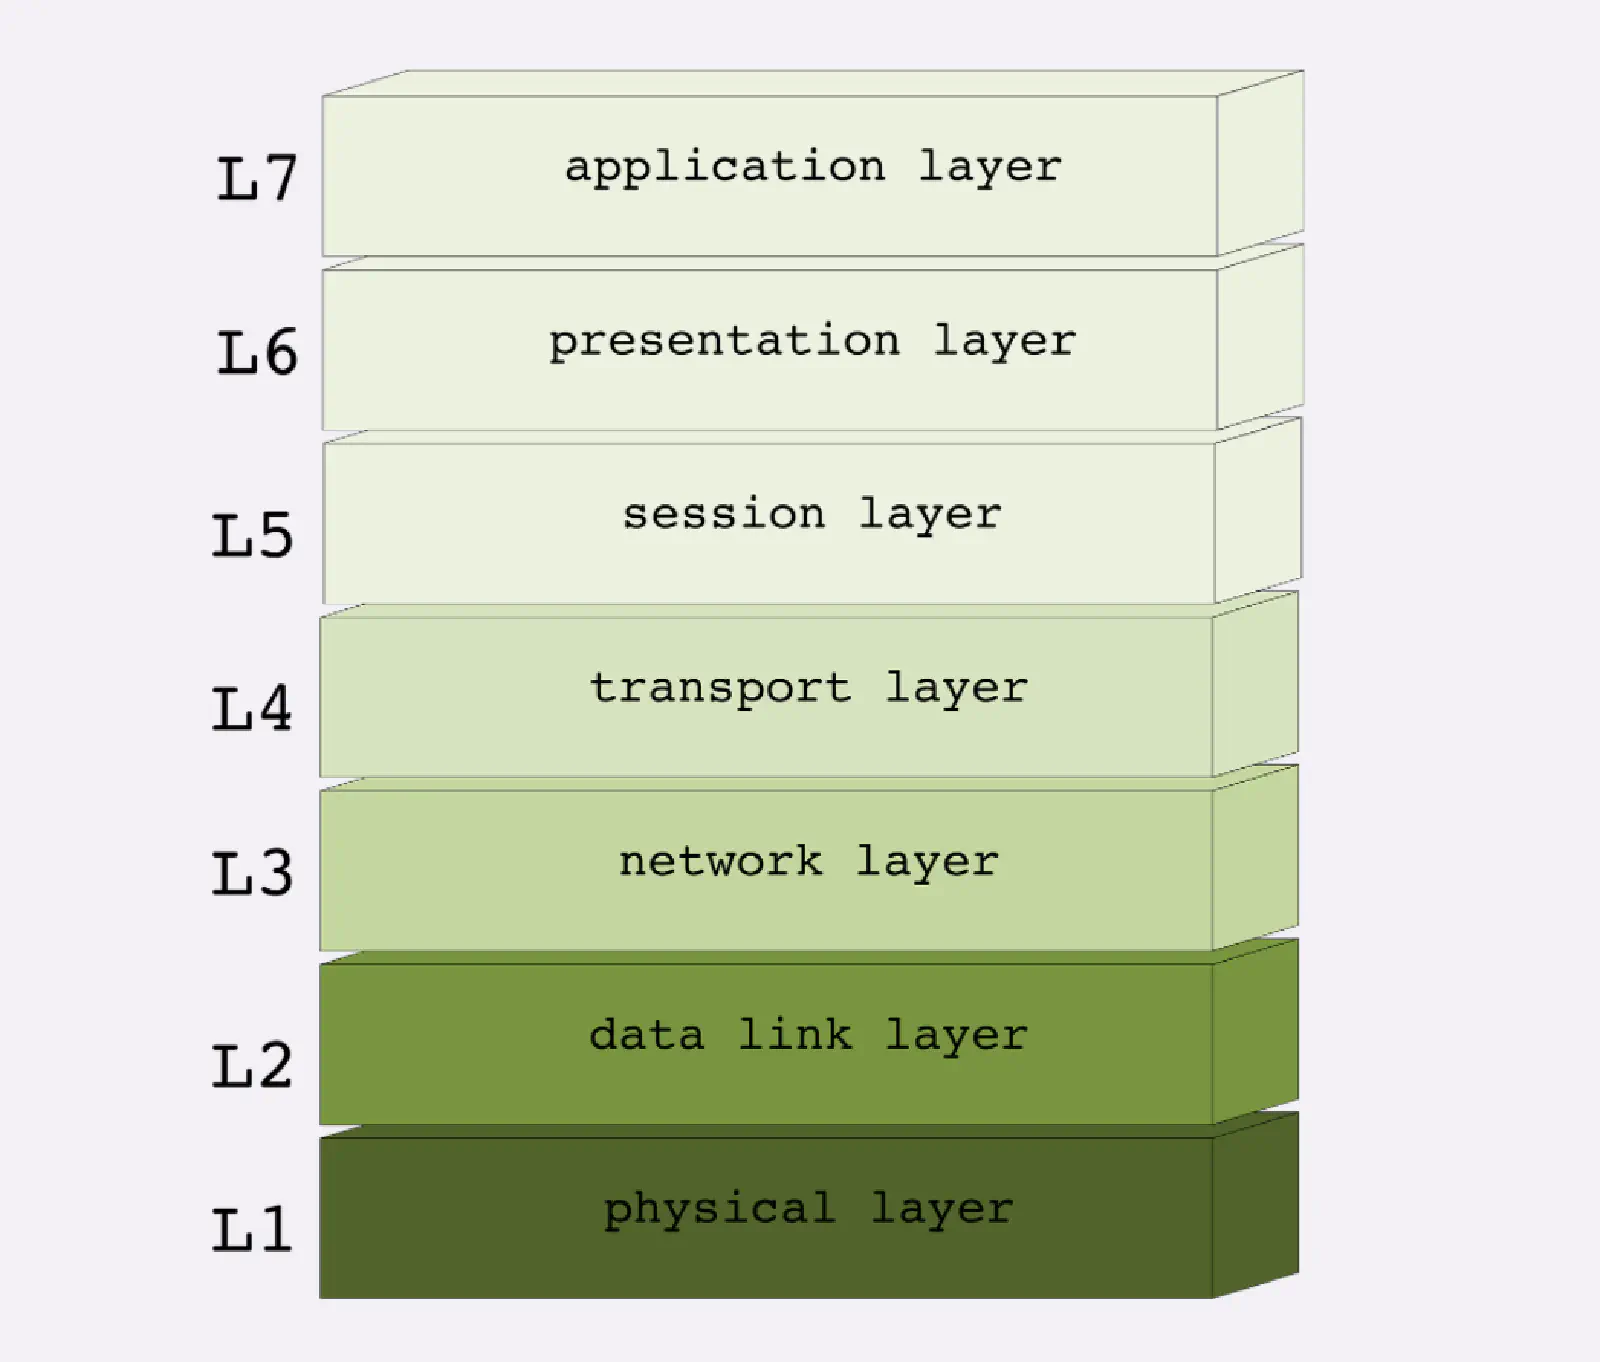 L7 application layer
L6 presentation layer
L5 session layer
L4 transport layer
L3 network layer
L2 data link layer
L1 physical layer